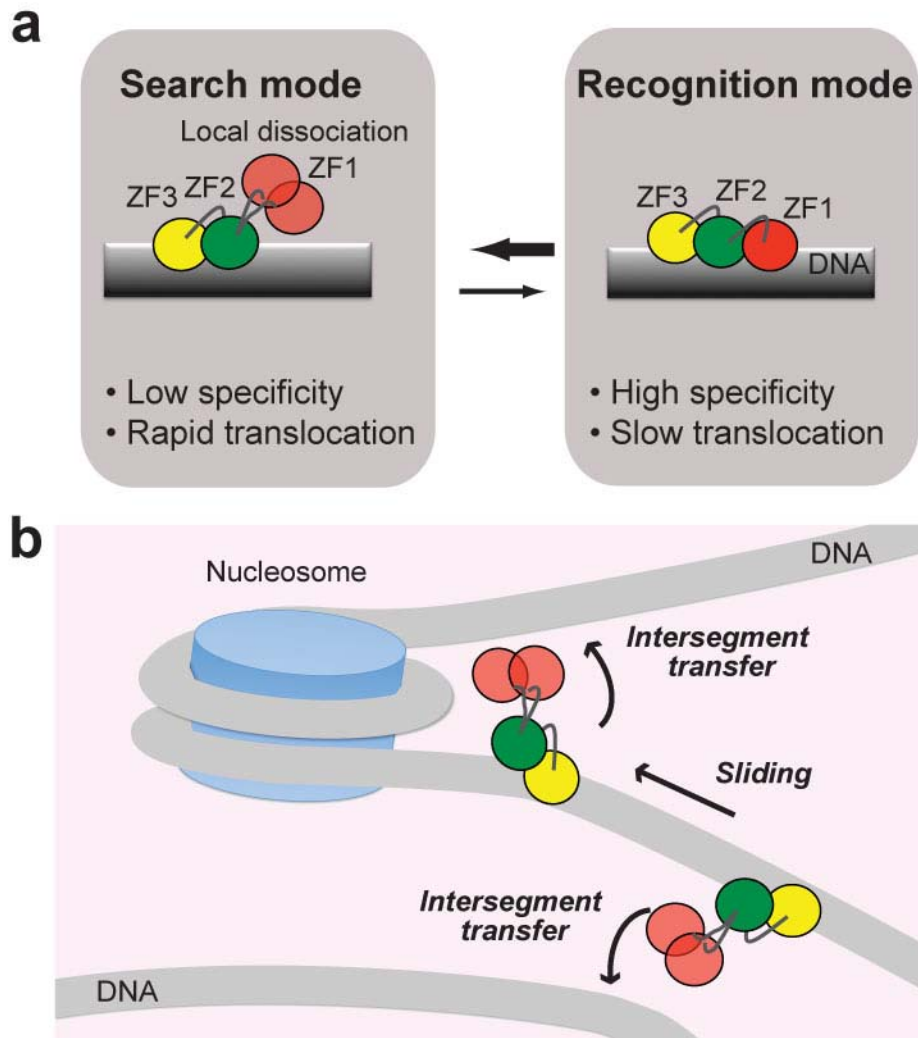 a
Search mode
Local dissociation
ZF3 ZF2 ZF1
• Low specificity
• Rapid translocation
Recognition mode
ZF3 ZF2 ZF1
DNA
• High specificity
• Slow translocation
b
Nucleosome
DNA
Intersegment
transfer
Sliding
Intersegment
transfer
DNA